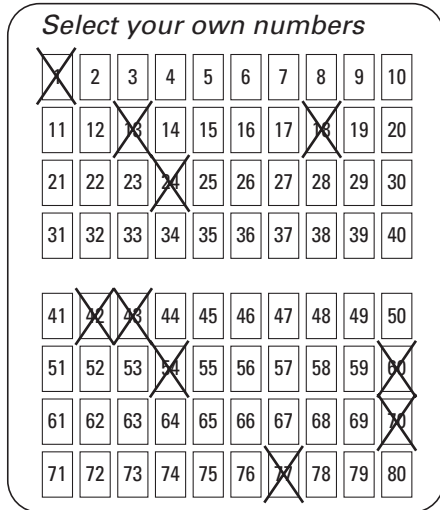 Select your own numbers
1 2 3 4 5 6 7 8 9 10
11 12 13 14 15 16 17 18 19 20
21 22 23 24 25 26 27 28 29 30
31 32 33 34 35 36 37 38 39 40
41 42 43 44 45 46 47 48 49 50
51 52 53 54 55 56 57 58 59 60
61 62 63 64 65 66 67 68 69 70
71 72 73 74 75 76 77 78 79 80